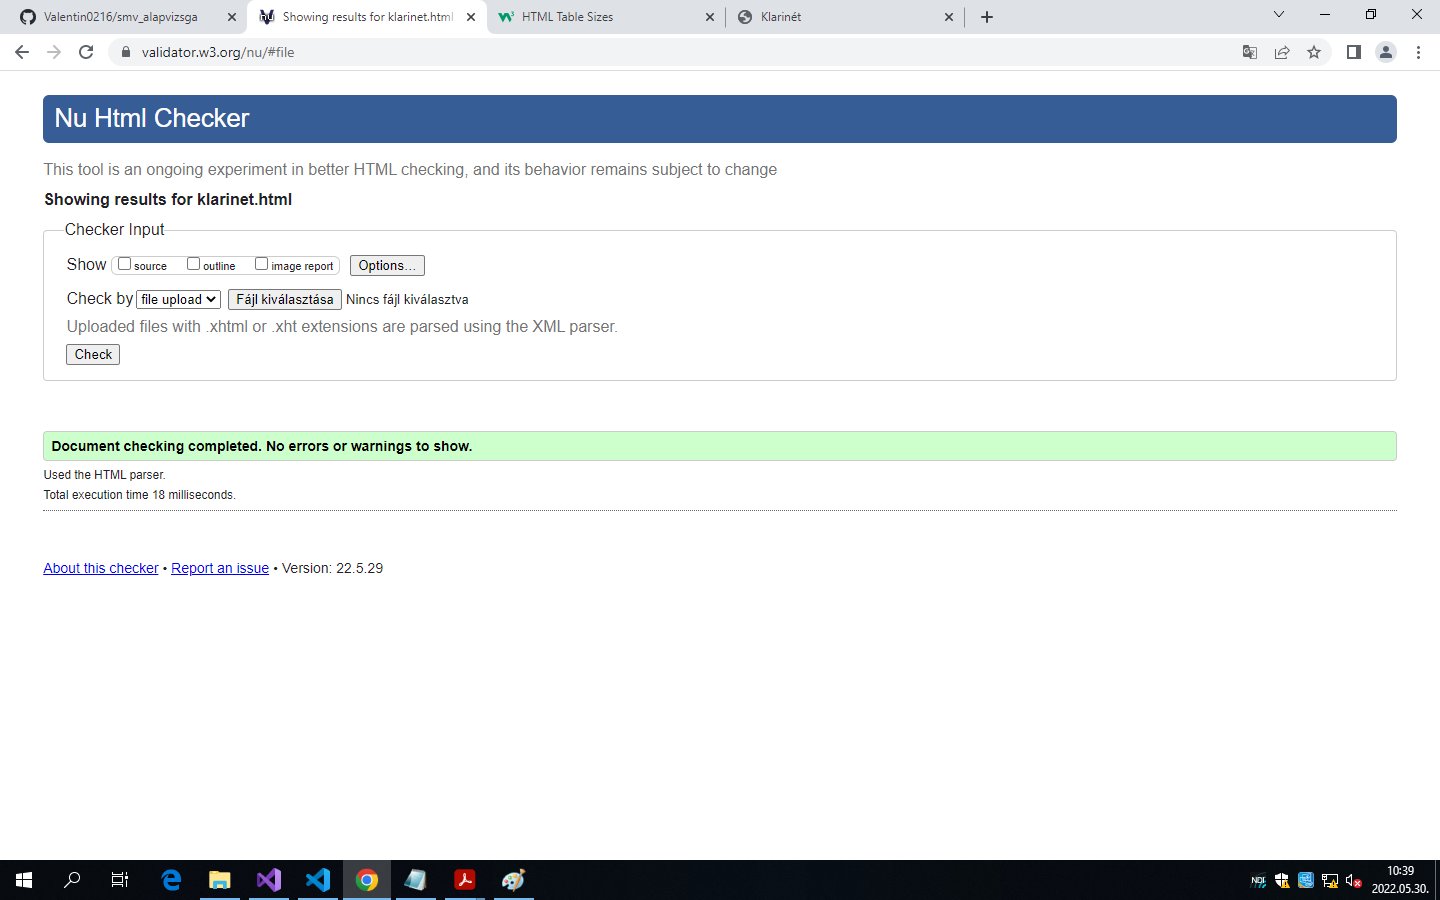 Valentin0216/smv_alapvizsga
Showing results for klarinet.html
HTML Table Sizes
Klarinét
validator.w3.org/nu/#file
Nu Html Checker
This tool is an ongoing experiment in better HTML checking, and its behavior remains subject to change
Showing results for klarinet.html
Checker Input
Show source outline image report Options...
Check by file upload Fájl kiválasztása Nincs fájl kiválasztva
Uploaded files with .xhtml or .xht extensions are parsed using the XML parser.
Check
Document checking completed. No errors or warnings to show.
Used the HTML parser.
Total execution time 18 milliseconds.
About this checker • Report an issue • Version: 22.5.29
10:39
2022.05.30.